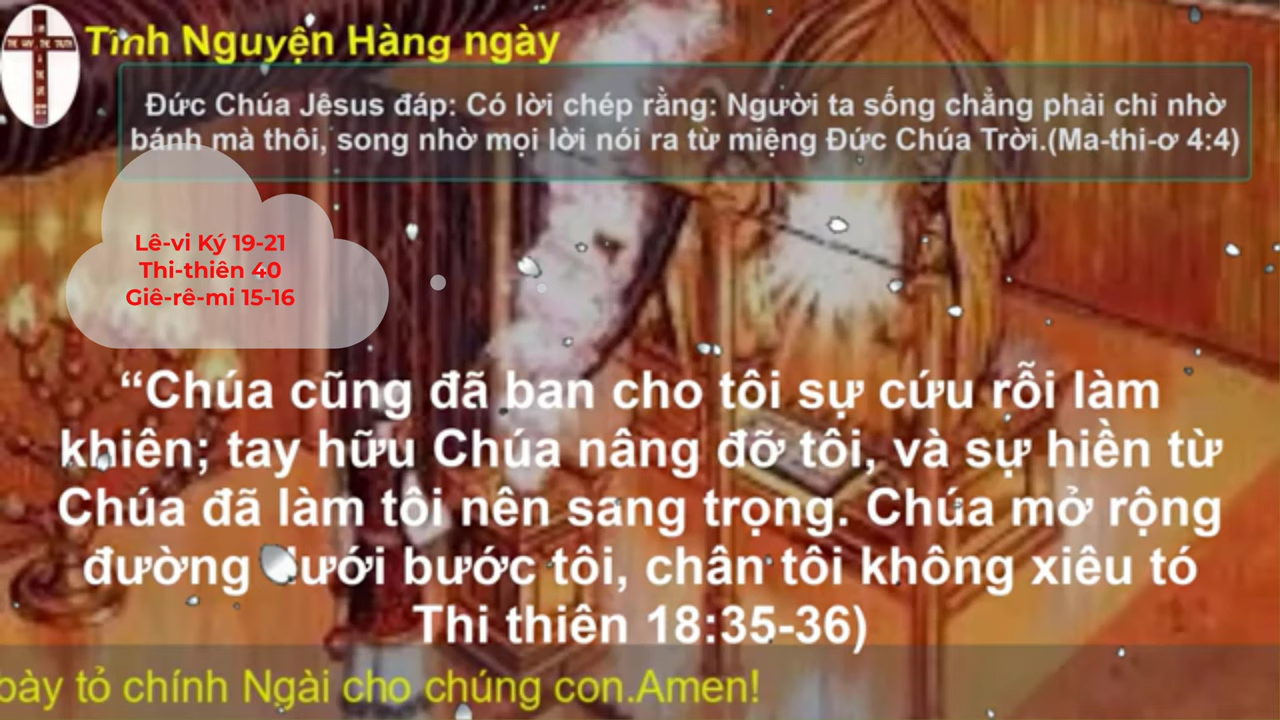 THE WAY, THE TRUTH
Tĩnh Nguyện Hàng ngày
Đức Chúa Jêsus đáp: Có lời chép rằng: Người ta sống chẳng phải chỉ nhờ
bánh mà thôi, song nhờ mọi lời nói ra từ miệng Đức Chúa Trời.(Ma-thi-ơ 4:4)
Lê-vi Ký 19-21
Thi-thiên 40
Giê-rê-mi 15-16
“Chúa cũng đã ban cho tôi sự cứu rỗi làm
khiên; tay hữu Chúa nâng đỡ tôi, và sự hiền từ
Chúa đã làm tôi nên sang trọng. Chúa mở rộng
đường dưới bước tôi, chân tôi không xiêu tó
Thi thiên 18:35-36)
bày tỏ chính Ngài cho chúng con.Amen!